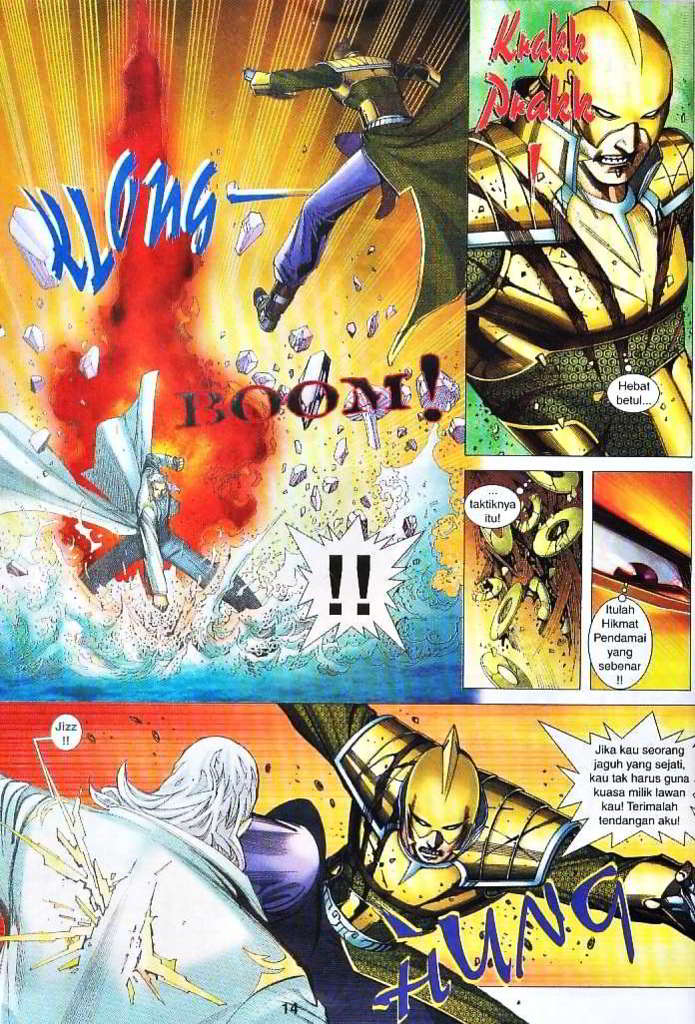 KLONG
BOOM!
!!
Krakk
Prakk
!
Hebat
betul...
...
taktiknya
itu!
Itulah
Hikmat
Pendamai
yang
sebenar
!!
Jizz
!!
Jika kau seorang
jaguh yang sejati,
kau tak harus guna
kuasa milik lawan
kau! Terimalah
tendangan aku!
HUNG
14